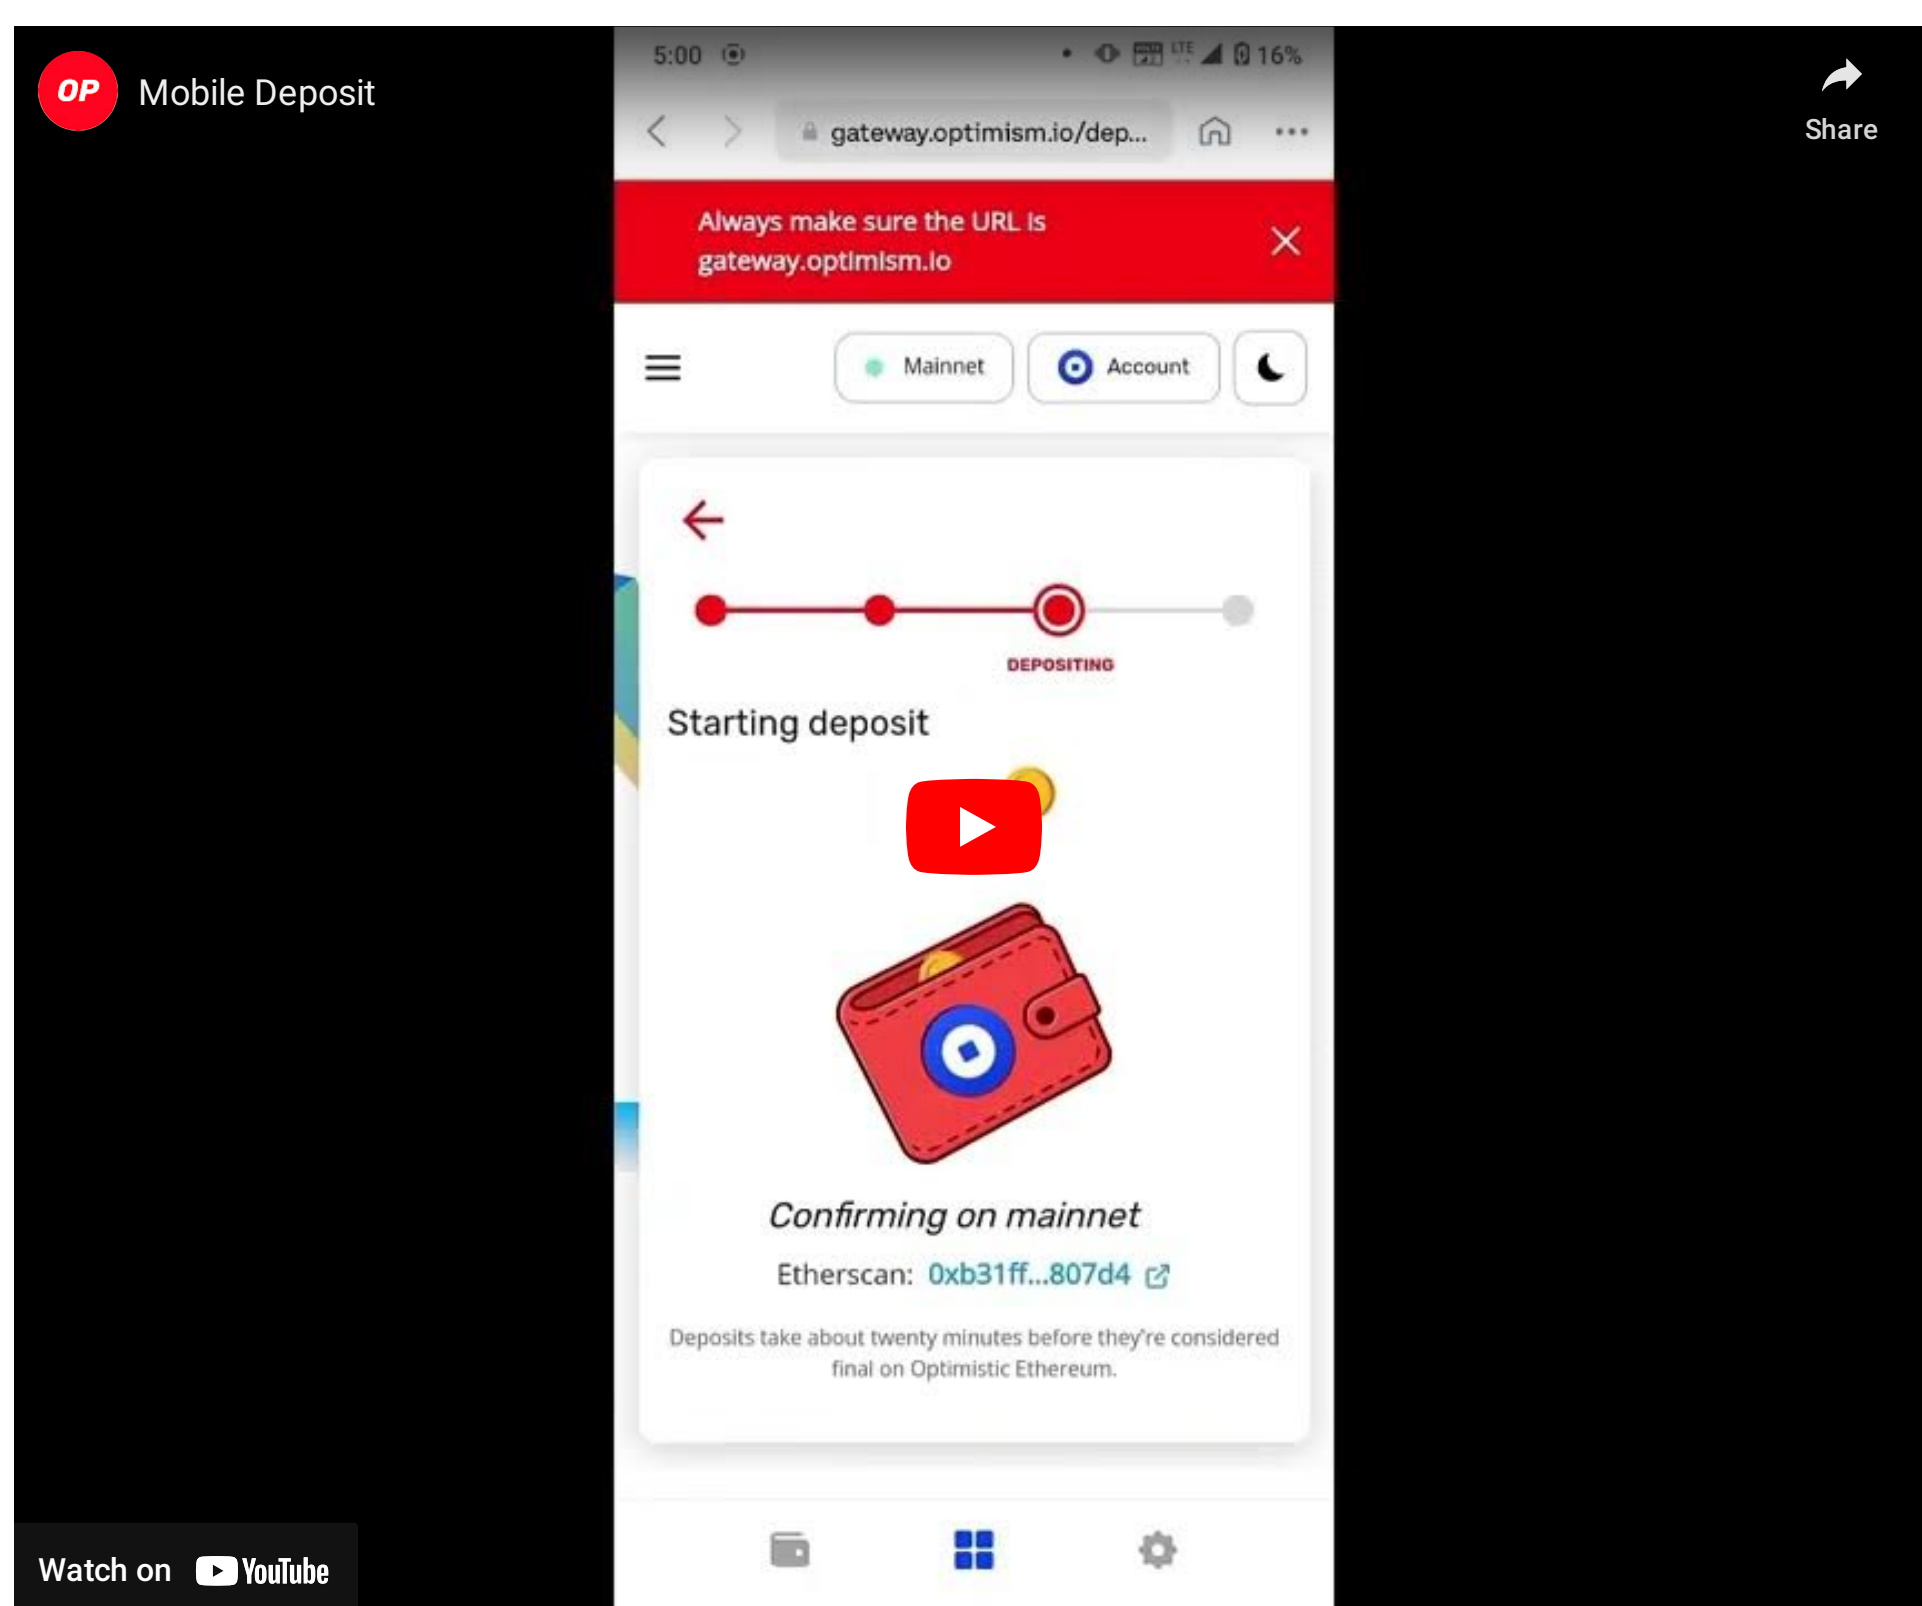 OP
Mobile Deposit
Share
5:00
LTE
16%
gateway.optimism.io/dep...
Always make sure the URL is
gateway.optimism.io
Mainnet
Account
DEPOSITING
Starting deposit
Confirming on mainnet
Etherscan: 0xb31ff...807d4
Deposits take about twenty minutes before they're considered
final on Optimistic Ethereum.
Watch on YouTube